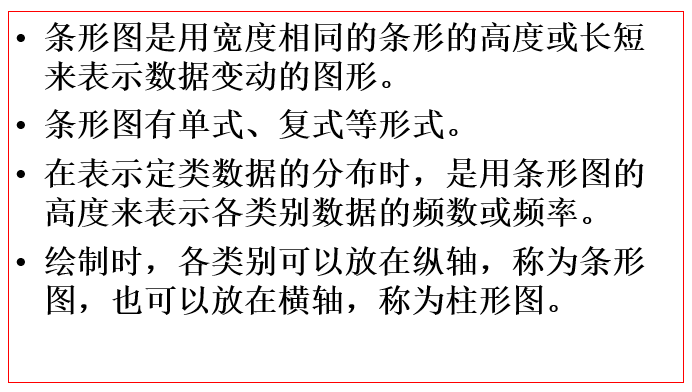 • 条形图是用宽度相同的条形的高度或长短
来表示数据变动的图形。
• 条形图有单式、复式等形式。
• 在表示定类数据的分布时，是用条形图的
高度来表示各类别数据的频数或频率。
• 绘制时，各类别可以放在纵轴，称为条形
图，也可以放在横轴，称为柱形图。